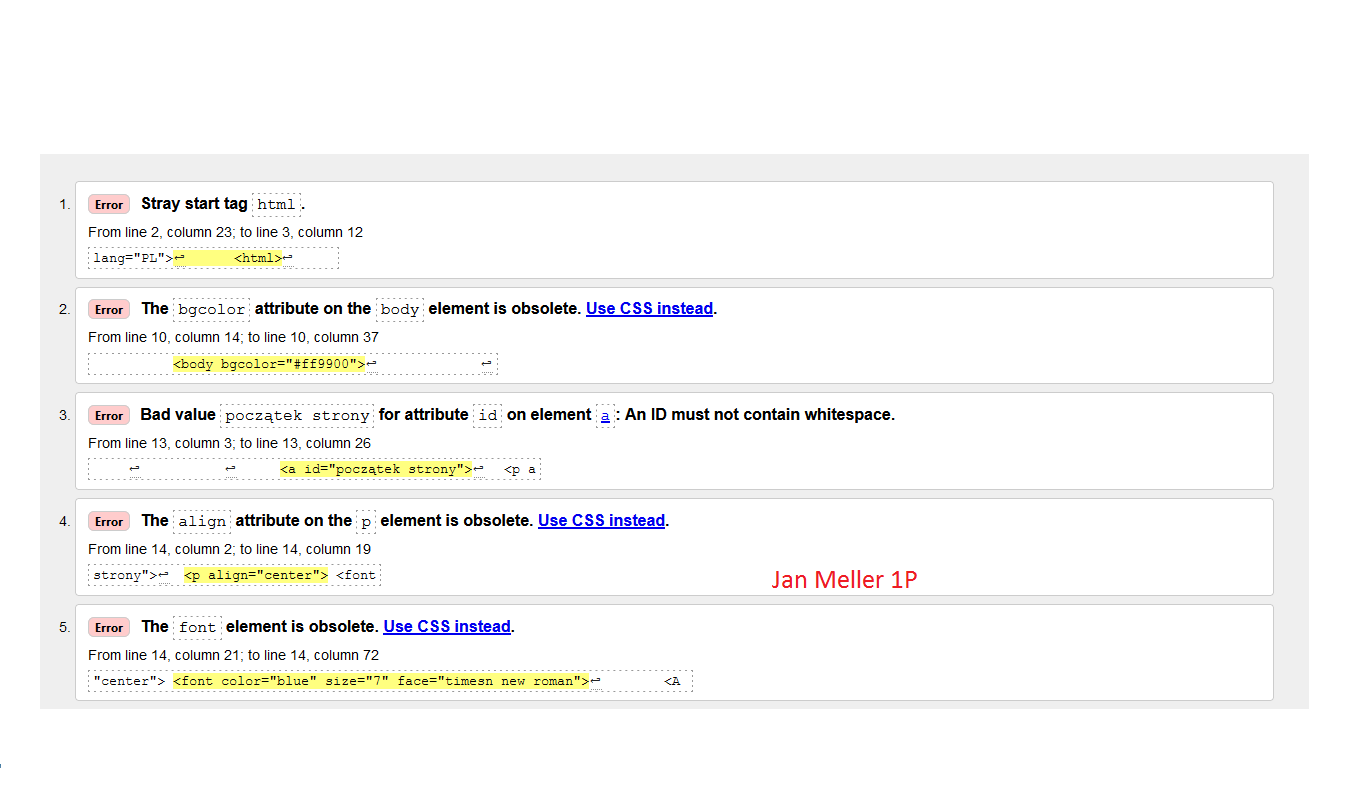 1. Error Stray start tag html.
From line 2, column 23; to line 3, column 12
lang="PL">↩ <html>↩
2. Error The bgcolor attribute on the body element is obsolete. Use CSS instead.
From line 10, column 14; to line 10, column 37
<body bgcolor="#ff9900">↩ ↩
3. Error Bad value początek strony for attribute id on element a: An ID must not contain whitespace.
From line 13, column 3; to line 13, column 26
↩ ↩ <a id="początek strony">↩ <p a
4. Error The align attribute on the p element is obsolete. Use CSS instead.
From line 14, column 2; to line 14, column 19
strony">↩ <p align="center"> <font
Jan Meller 1P
5. Error The font element is obsolete. Use CSS instead.
From line 14, column 21; to line 14, column 72
"center"> <font color="blue" size="7" face="timesn new roman">↩ <A